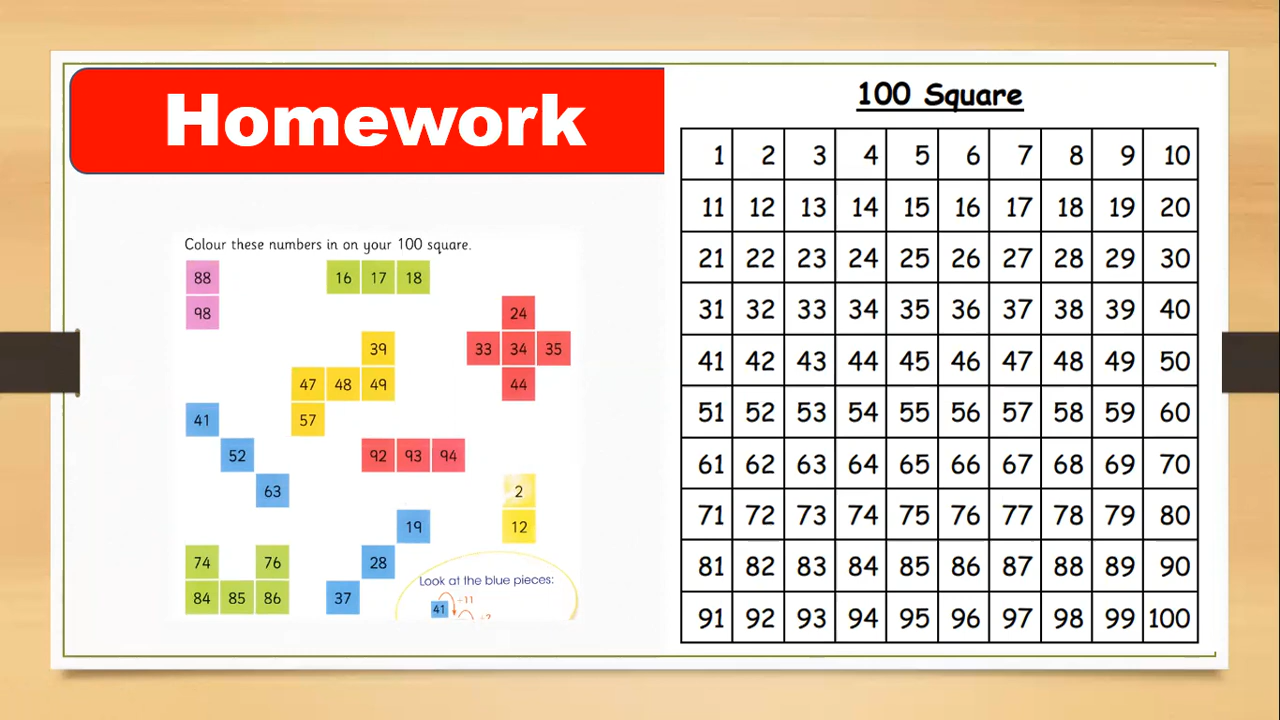 Homework
Colour these numbers in on your 100 square.
88 16 17 18
98 24
39 33 34 35
47 48 49 44
41 57
52 92 93 94
63 2
19 12
74 76 28
Look at the blue pieces:
84 85 86 37
41
100 Square
1 2 3 4 5 6 7 8 9 10
11 12 13 14 15 16 17 18 19 20
21 22 23 24 25 26 27 28 29 30
31 32 33 34 35 36 37 38 39 40
41 42 43 44 45 46 47 48 49 50
51 52 53 54 55 56 57 58 59 60
61 62 63 64 65 66 67 68 69 70
71 72 73 74 75 76 77 78 79 80
81 82 83 84 85 86 87 88 89 90
91 92 93 94 95 96 97 98 99 100